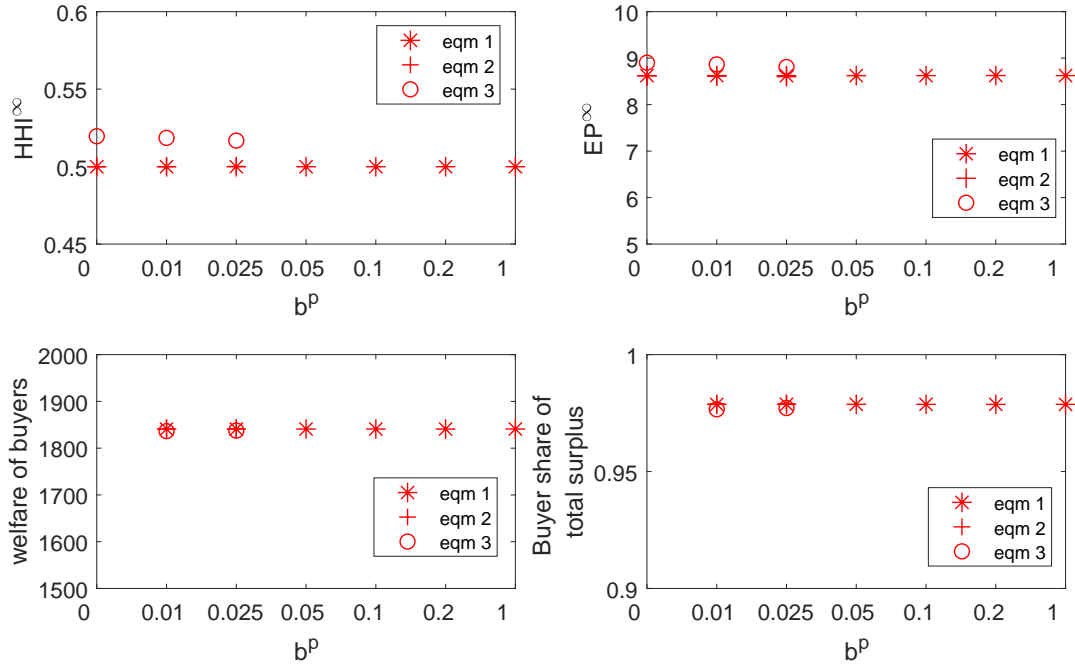 0.6
0.55
0.5
0.45
HHI∞
eqm 1
eqm 2
eqm 3
0 0.01 0.025 0.05 0.1 0.2 1
b^p
10
9
8
7
6
5
EP∞
eqm 1
eqm 2
eqm 3
0 0.01 0.025 0.05 0.1 0.2 1
b^p
2000
1900
1800
1700
1600
1500
welfare of buyers
eqm 1
eqm 2
eqm 3
0 0.01 0.025 0.05 0.1 0.2 1
b^p
1
0.95
0.9
Buyer share of
total surplus
eqm 1
eqm 2
eqm 3
0 0.01 0.025 0.05 0.1 0.2 1
b^p